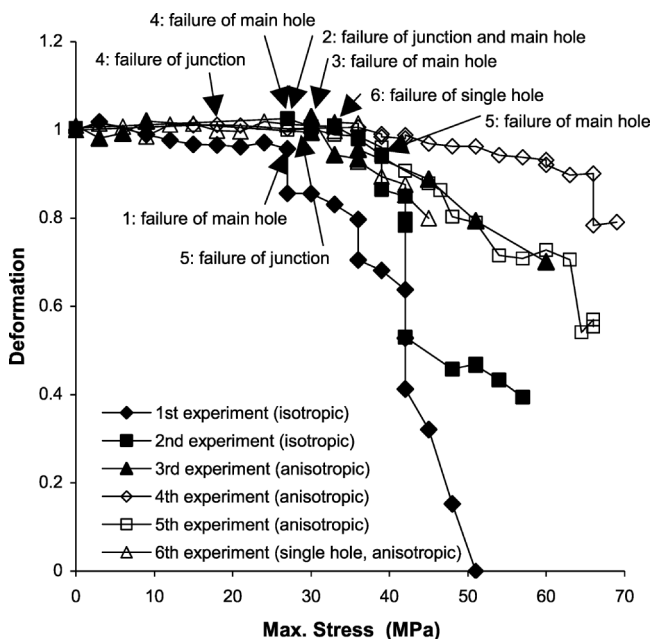 4: failure of main hole
2: failure of junction and main hole
3: failure of main hole
4: failure of junction
6: failure of single hole
5: failure of main hole
1: failure of main hole
5: failure of junction
1.2
1
0.8
0.6
0.4
0.2
0
Deformation
1st experiment (isotropic)
2nd experiment (isotropic)
3rd experiment (anisotropic)
4th experiment (anisotropic)
5th experiment (anisotropic)
6th experiment (single hole, anisotropic)
0 10 20 30 40 50 60 70
Max. Stress (MPa)